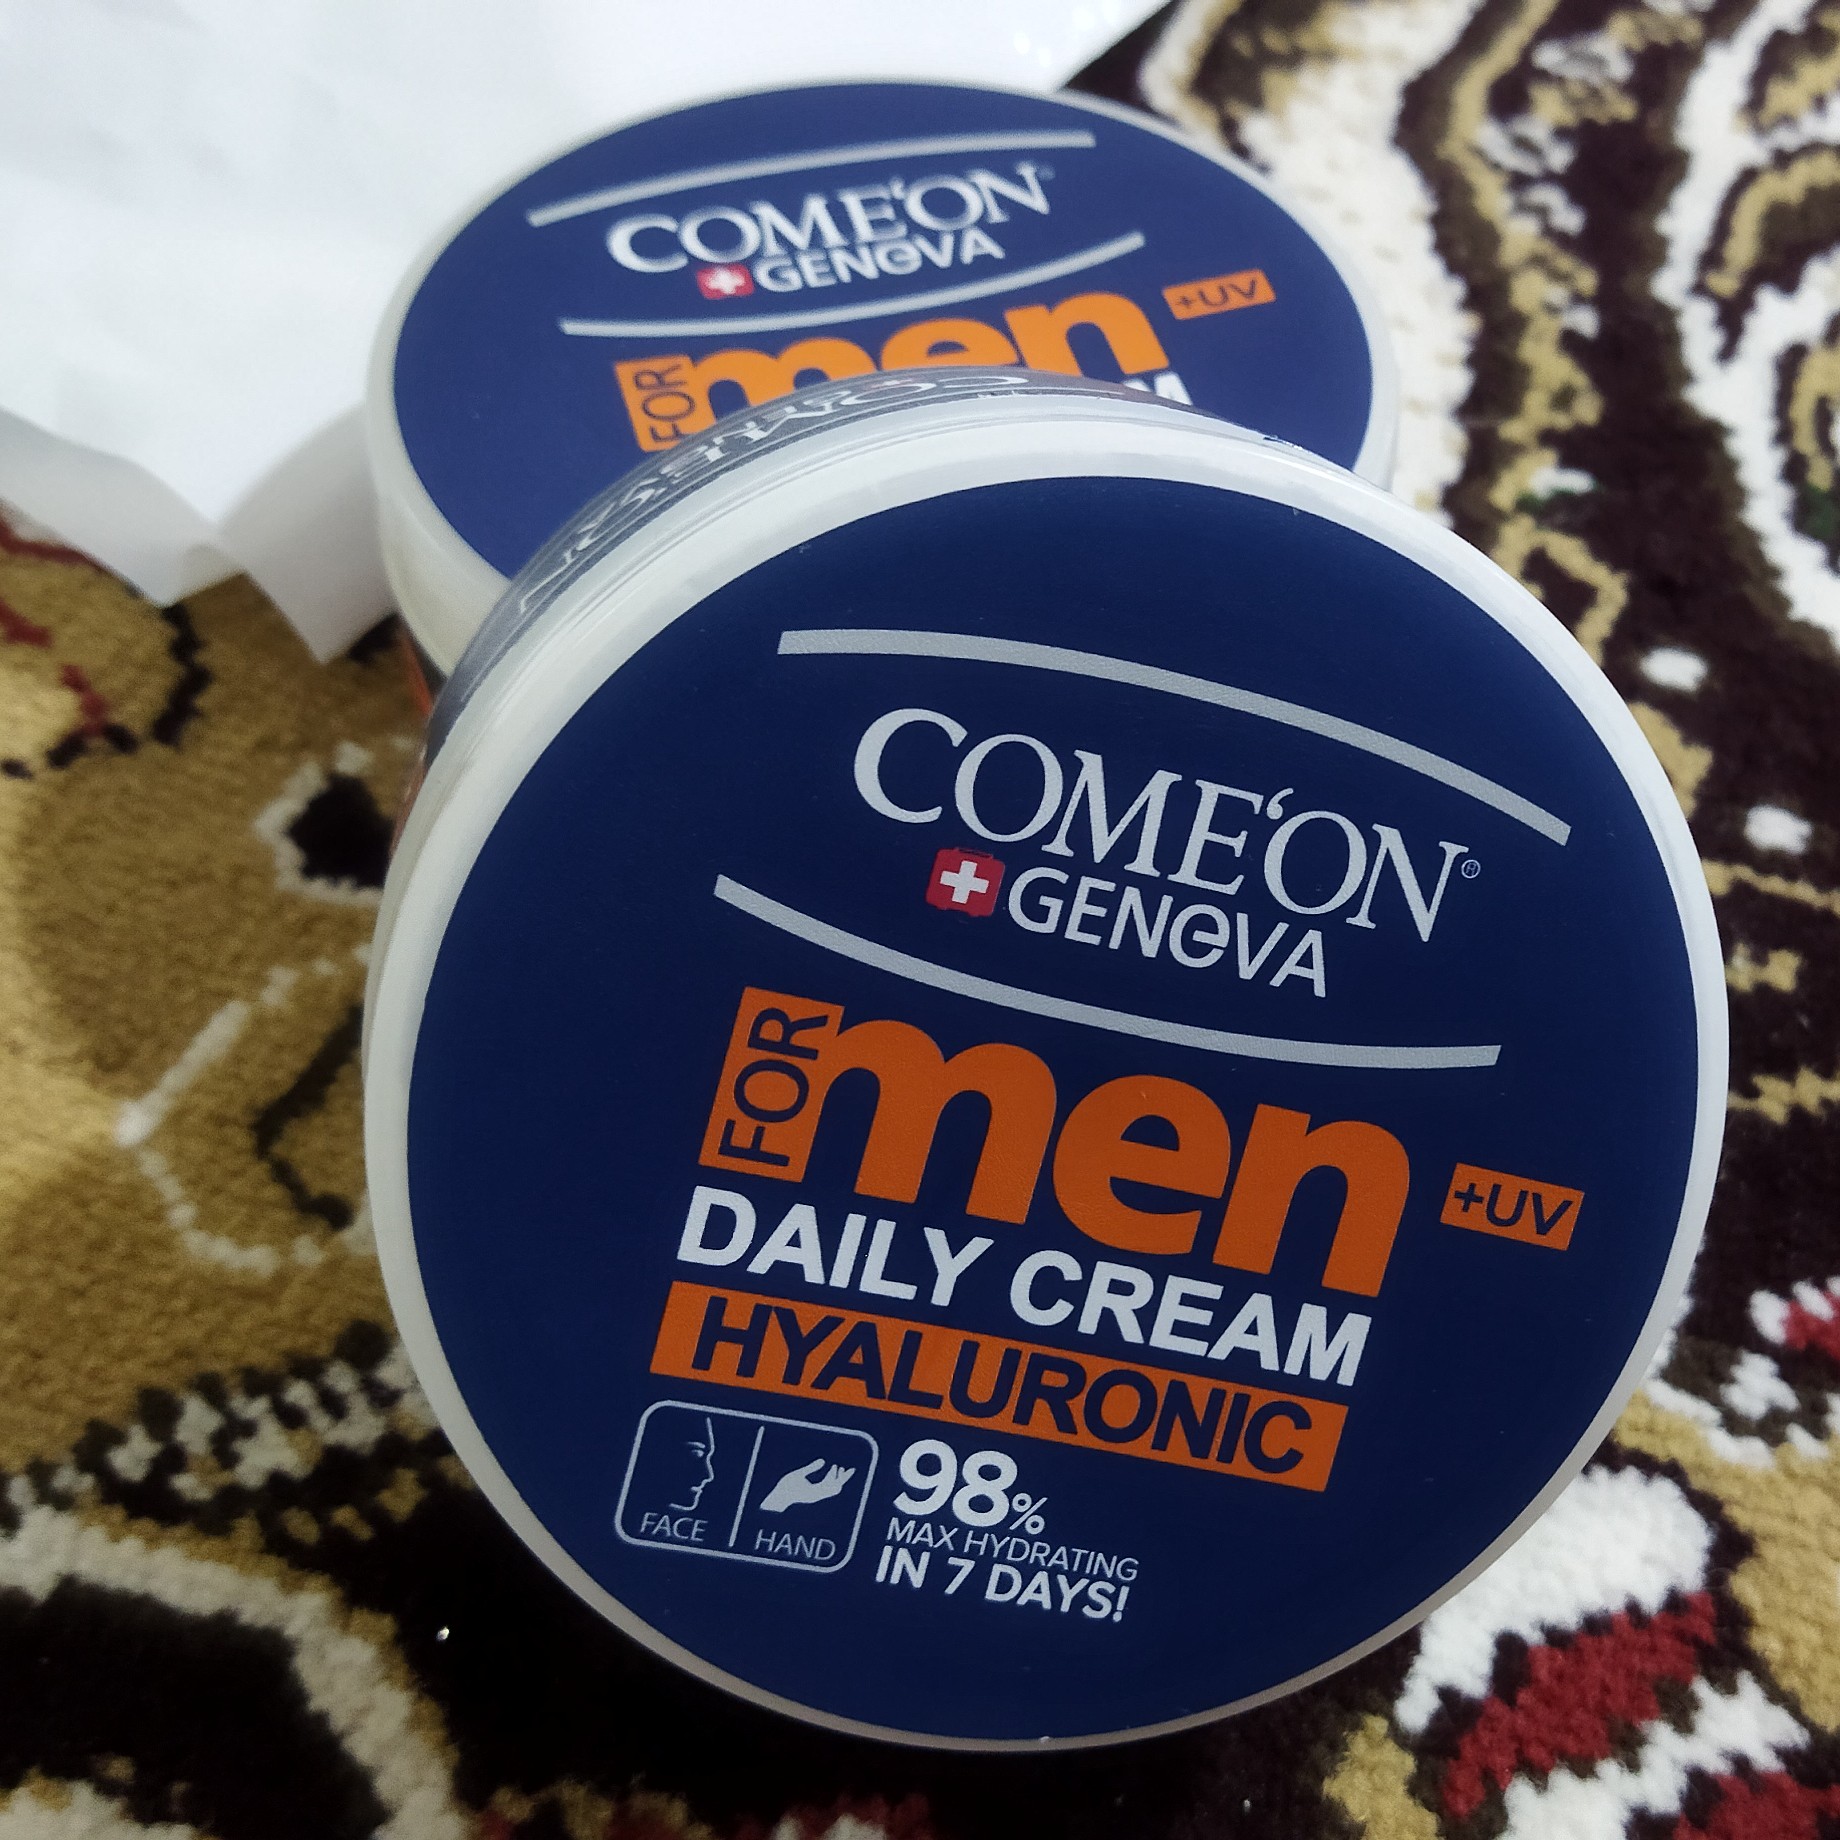 COME‘ON
GENeVA
FOR men +UV
COME‘ON®
GENeVA
FOR men +UV
DAILY CREAM
HYALURONIC
FACE HAND
98%
MAX HYDRATING
IN 7 DAYS!